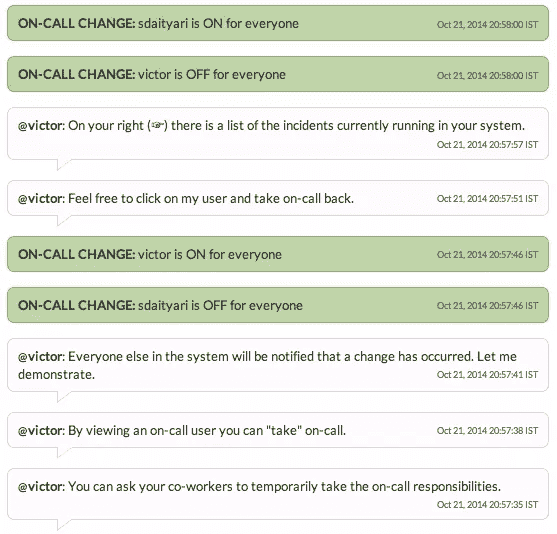 ON-CALL CHANGE: sdaityari is ON for everyone Oct 21, 2014 20:58:00 IST
ON-CALL CHANGE: victor is OFF for everyone Oct 21, 2014 20:58:00 IST
@victor: On your right (☞) there is a list of the incidents currently running in your system.
Oct 21, 2014 20:57:57 IST
@victor: Feel free to click on my user and take on-call back. Oct 21, 2014 20:57:51 IST
ON-CALL CHANGE: victor is ON for everyone Oct 21, 2014 20:57:46 IST
ON-CALL CHANGE: sdaityari is OFF for everyone Oct 21, 2014 20:57:46 IST
@victor: Everyone else in the system will be notified that a change has occurred. Let me
demonstrate. Oct 21, 2014 20:57:41 IST
@victor: By viewing an on-call user you can "take" on-call. Oct 21, 2014 20:57:38 IST
@victor: You can ask your co-workers to temporarily take the on-call responsibilities.
Oct 21, 2014 20:57:35 IST